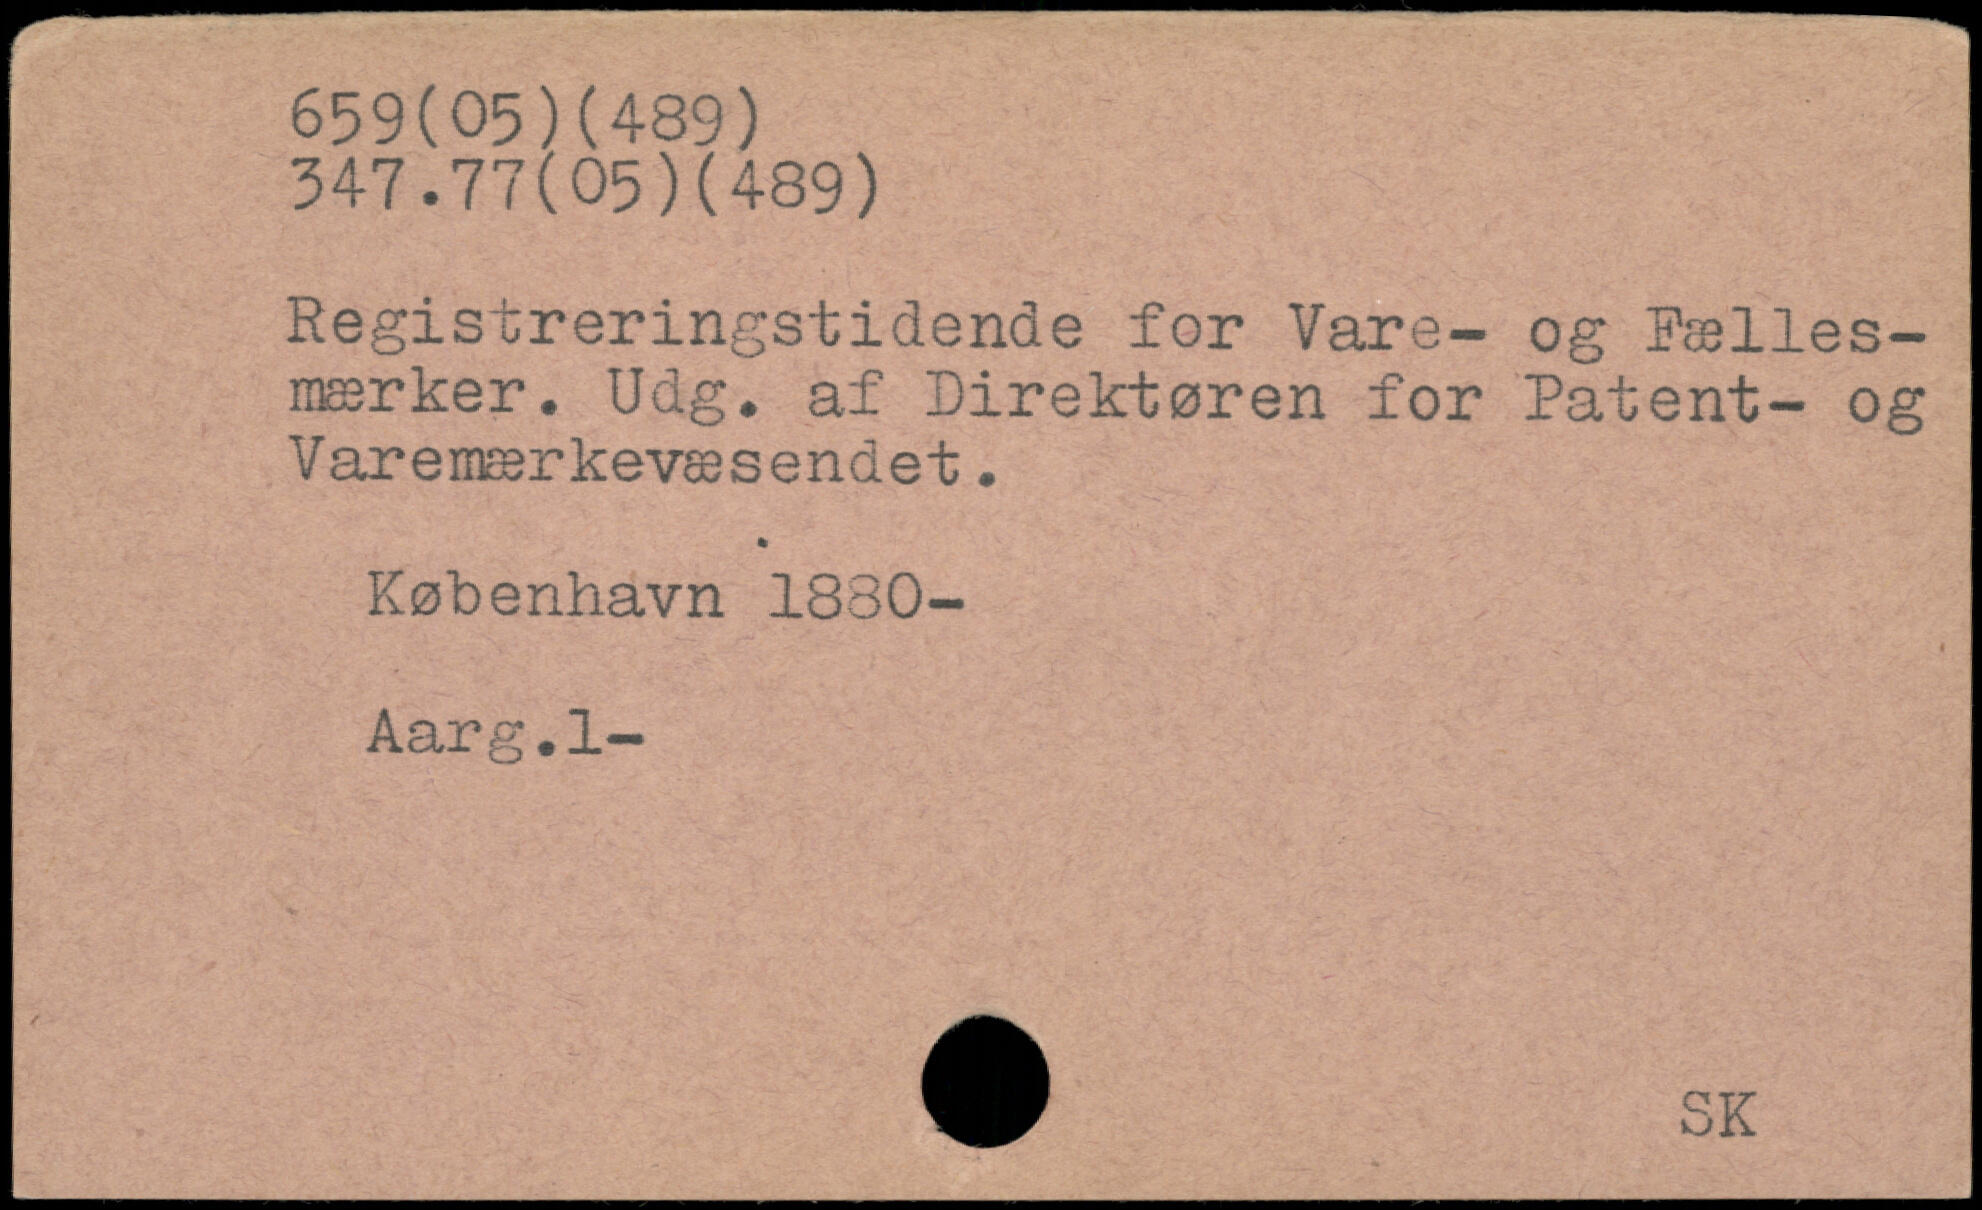 659(05)(489)
347.77(05)(489)
Registreringstidende for Vare- og Fælles-
mærker. Udg. af Direktøren for Patent- og
Varemærkevæsendet.
København 1880-
Aarg.1-
SK